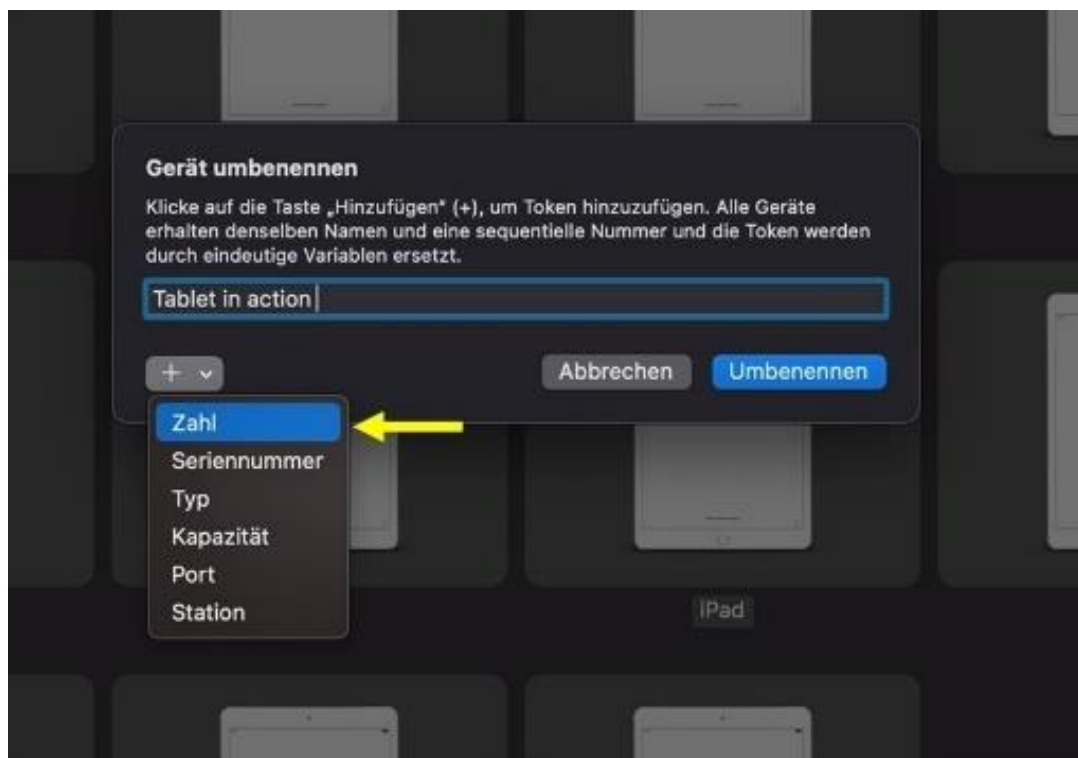 Gerät umbenennen
Klicke auf die Taste „Hinzufügen“ (+), um Token hinzuzufügen. Alle Geräte
erhalten denselben Namen und eine sequentielle Nummer und die Token werden
durch eindeutige Variablen ersetzt.
Tablet in action
Abbrechen Umbenennen
Zahl
Seriennummer
Typ
Kapazität
Port
Station
iPad